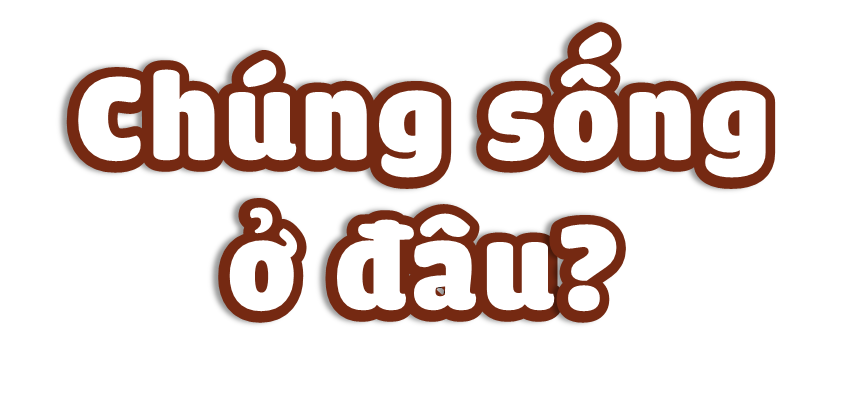 Chúng sống
ở đâu?